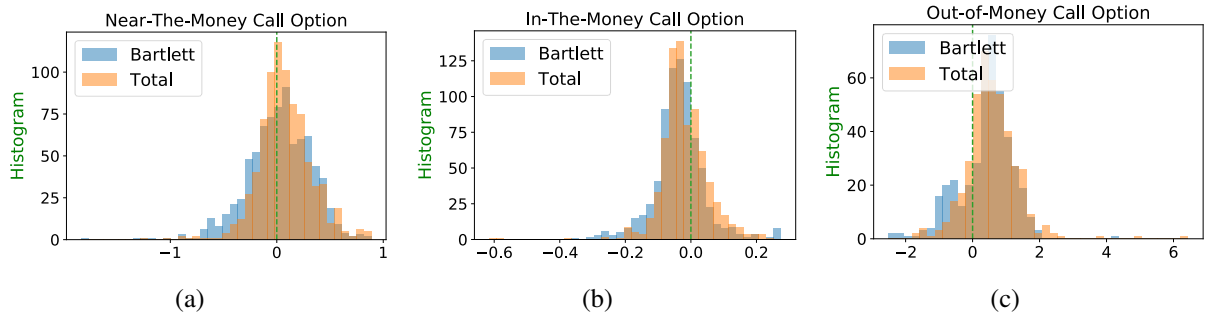 Near-The-Money Call Option
Histogram
100
75
50
25
0
Bartlett
Total
−1
0
1
(a)
In-The-Money Call Option
Histogram
125
100
75
50
25
0
Bartlett
Total
−0.6
−0.4
−0.2
0.0
0.2
(b)
Out-of-Money Call Option
Histogram
60
40
20
0
Bartlett
Total
−2
0
2
4
6
(c)